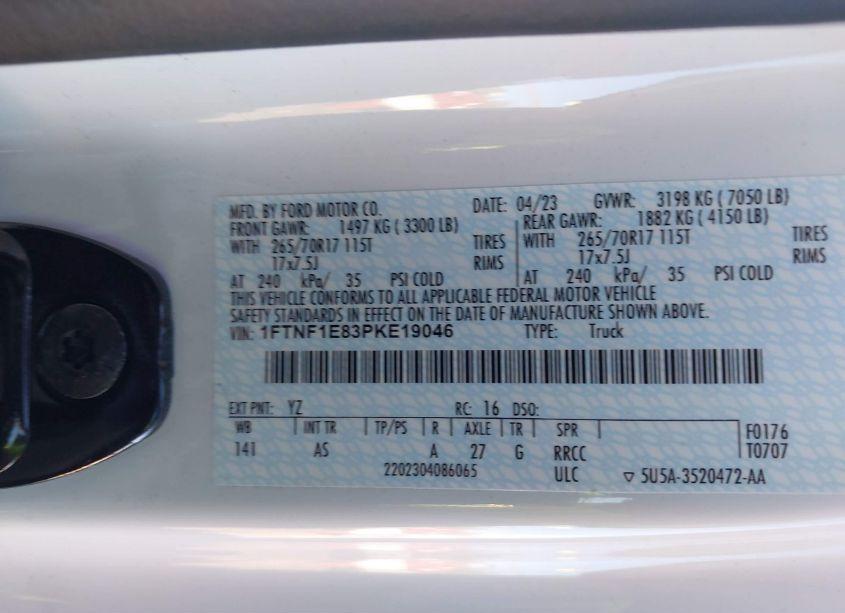 MFD. BY FORD MOTOR CO. DATE: 04/23 GVWR: 3198 KG ( 7050 LB)
FRONT GAWR: 1497 KG ( 3300 LB) REAR GAWR: 1882 KG ( 4150 LB)
WITH 265/70R17 115T TIRES WITH 265/70R17 115T TIRES
17x7.5J RIMS 17x7.5J RIMS
AT 240 kPa/ 35 PSI COLD AT 240 kPa/ 35 PSI COLD
THIS VEHICLE CONFORMS TO ALL APPLICABLE FEDERAL MOTOR VEHICLE
SAFETY STANDARDS IN EFFECT ON THE DATE OF MANUFACTURE SHOWN ABOVE.
VIN: 1FTNF1E83PKE19046 TYPE: Truck
EXT PNT: YZ RC: 16 DSO:
WB INT TR TP/PS R AXLE TR SPR F0176
141 AS A 27 G RRCC T0707
2202304086065 ULC ▽ 5U5A-3520472-AA